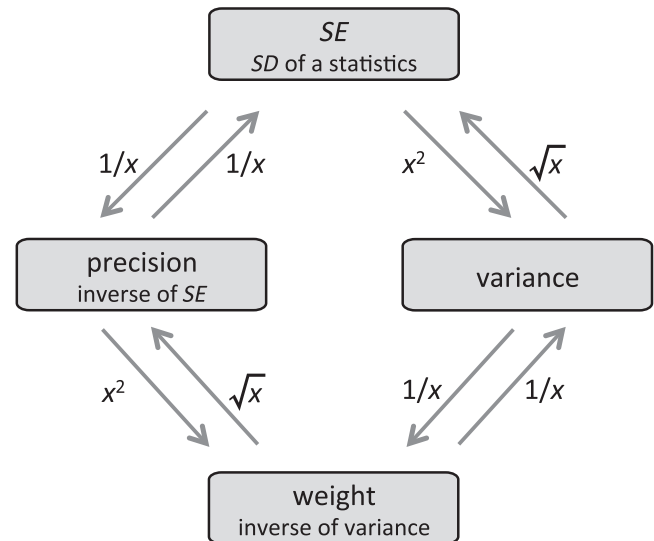 SE
SD of a statistics
1/x
1/x
x²
√x
precision
inverse of SE
variance
x²
√x
1/x
1/x
weight
inverse of variance